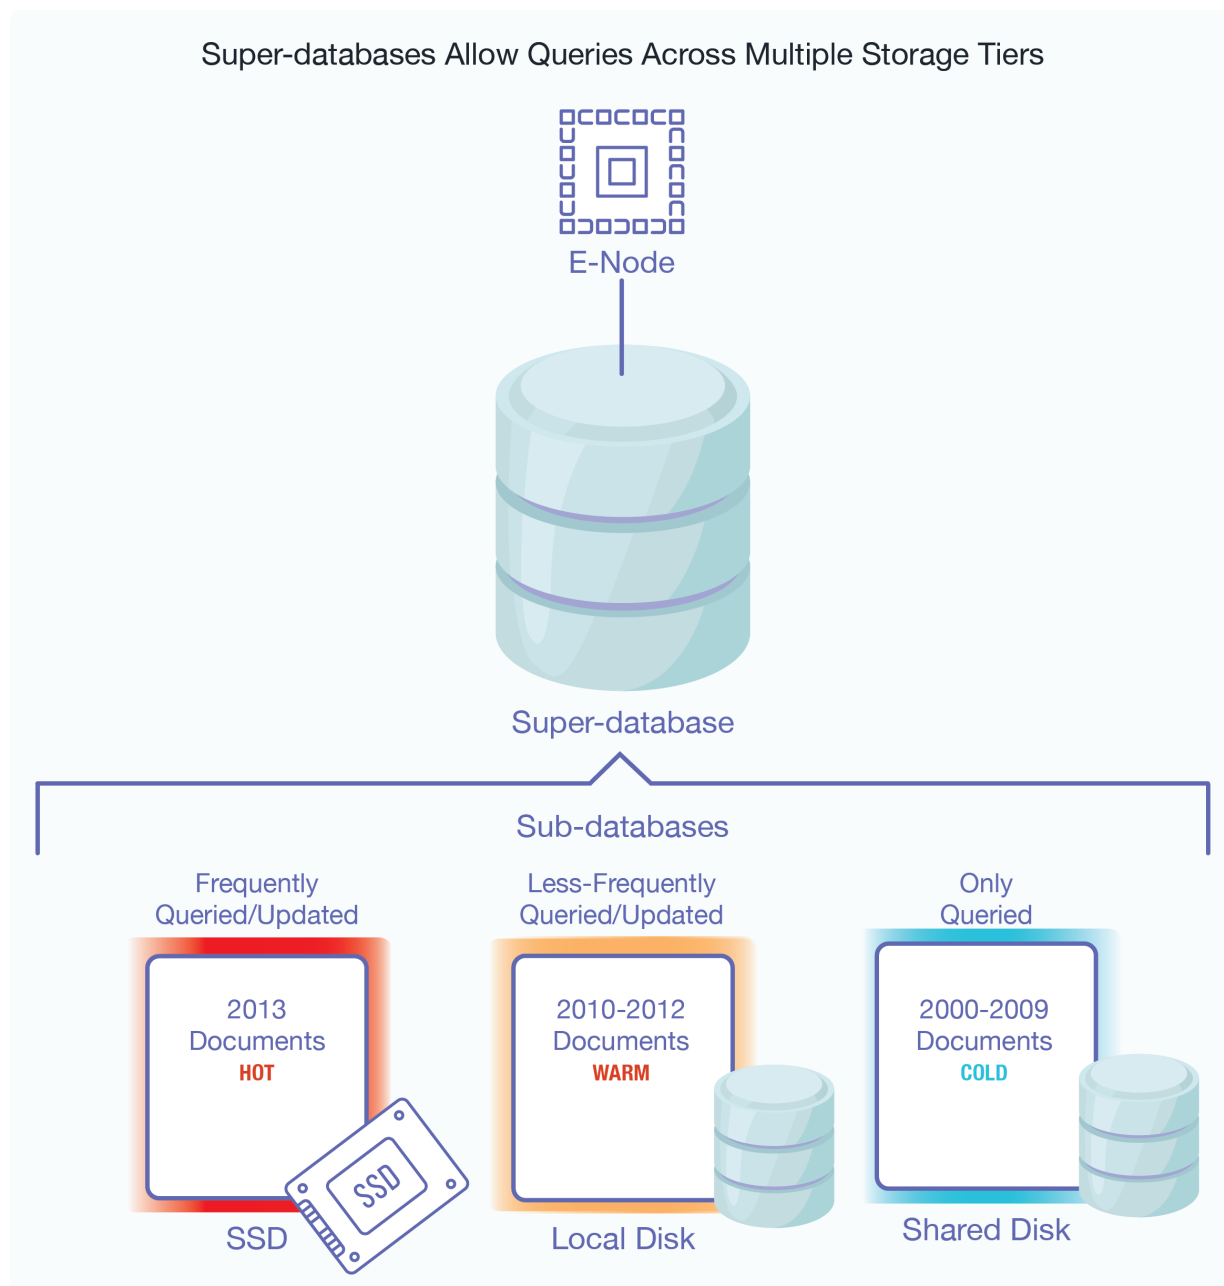 Super-databases Allow Queries Across Multiple Storage Tiers
E-Node
Super-database
Sub-databases
Frequently
Queried/Updated
2013
Documents
HOT
SSD
SSD
Less-Frequently
Queried/Updated
2010-2012
Documents
WARM
Local Disk
Only
Queried
2000-2009
Documents
COLD
Shared Disk